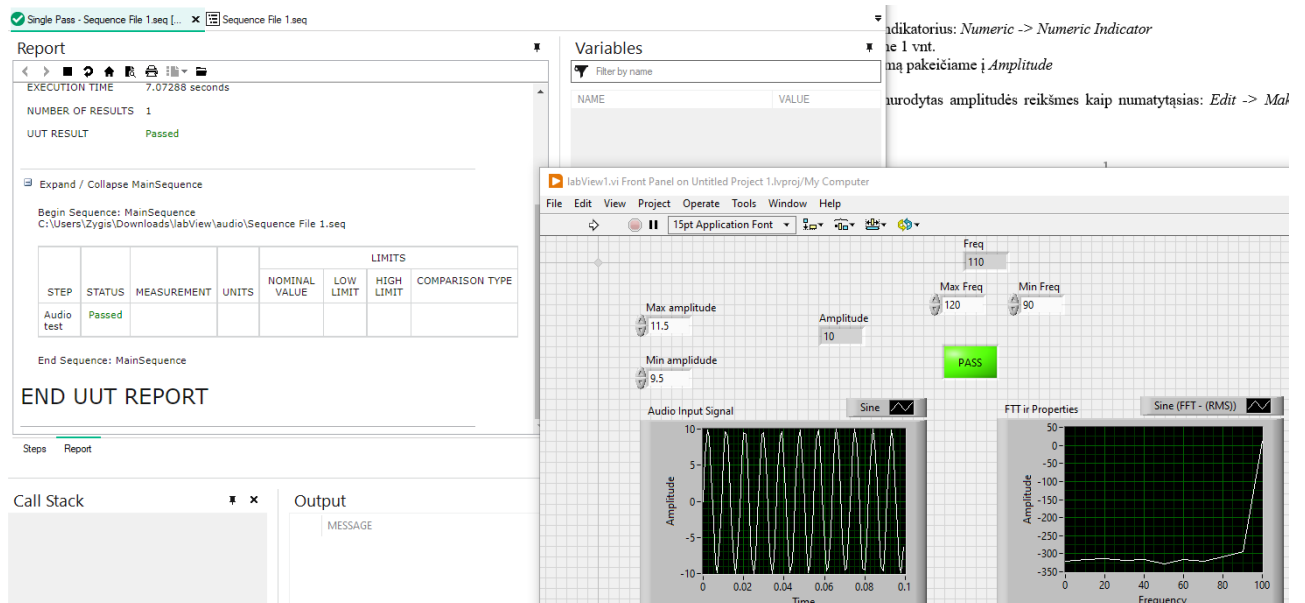 Single Pass - Sequence File 1.seq [...
Sequence File 1.seq
Report
EXECUTION TIME 7.07288 seconds
NUMBER OF RESULTS 1
UUT RESULT Passed
Expand / Collapse MainSequence
Begin Sequence: MainSequence
C:\Users\Zygis\Downloads\labView\audio\Sequence File 1.seq
LIMITS
STEP STATUS MEASUREMENT UNITS NOMINAL VALUE LOW LIMIT HIGH LIMIT COMPARISON TYPE
Audio test Passed
End Sequence: MainSequence
END UUT REPORT
Steps Report
Call Stack
Output
MESSAGE
Variables
Filter by name
NAME VALUE
ndikatorius: Numeric -> Numeric Indicator
ne 1 vnt.
mą pakeičiame į Amplitude
nurodytas amplitudės reikšmes kaip numatytąsias: Edit -> Mak
1
labView1.vi Front Panel on Untitled Project 1.lvproj/My Computer
File Edit View Project Operate Tools Window Help
15pt Application Font
Freq
110
Max Freq Min Freq
120 90
Max amplitude
11.5
Amplitude
10
Min amplidude
9.5
PASS
Audio Input Signal
Sine
Amplitude
10
5
0
-5
-10
0 0.02 0.04 0.06 0.08 0.1
Time
FTT ir Properties
Sine (FFT - (RMS))
Amplitude
50
0
-50
-100
-150
-200
-250
-300
-350
0 20 40 60 80 100
Frequency